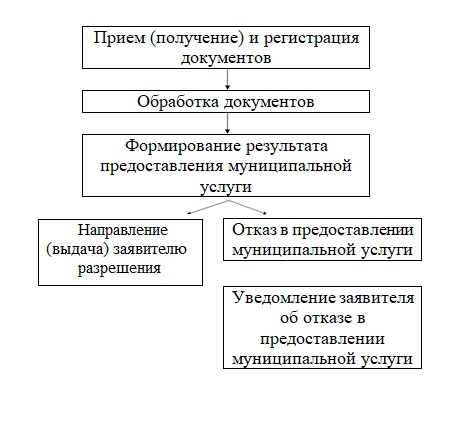 Прием (получение) и регистрация
документов
Обработка документов
Формирование результата
предоставления муниципальной
услуги
Направление
(выдача) заявителю
разрешения
Отказ в предоставлении
муниципальной услуги
Уведомление заявителя
об отказе в
предоставлении
муниципальной услуги